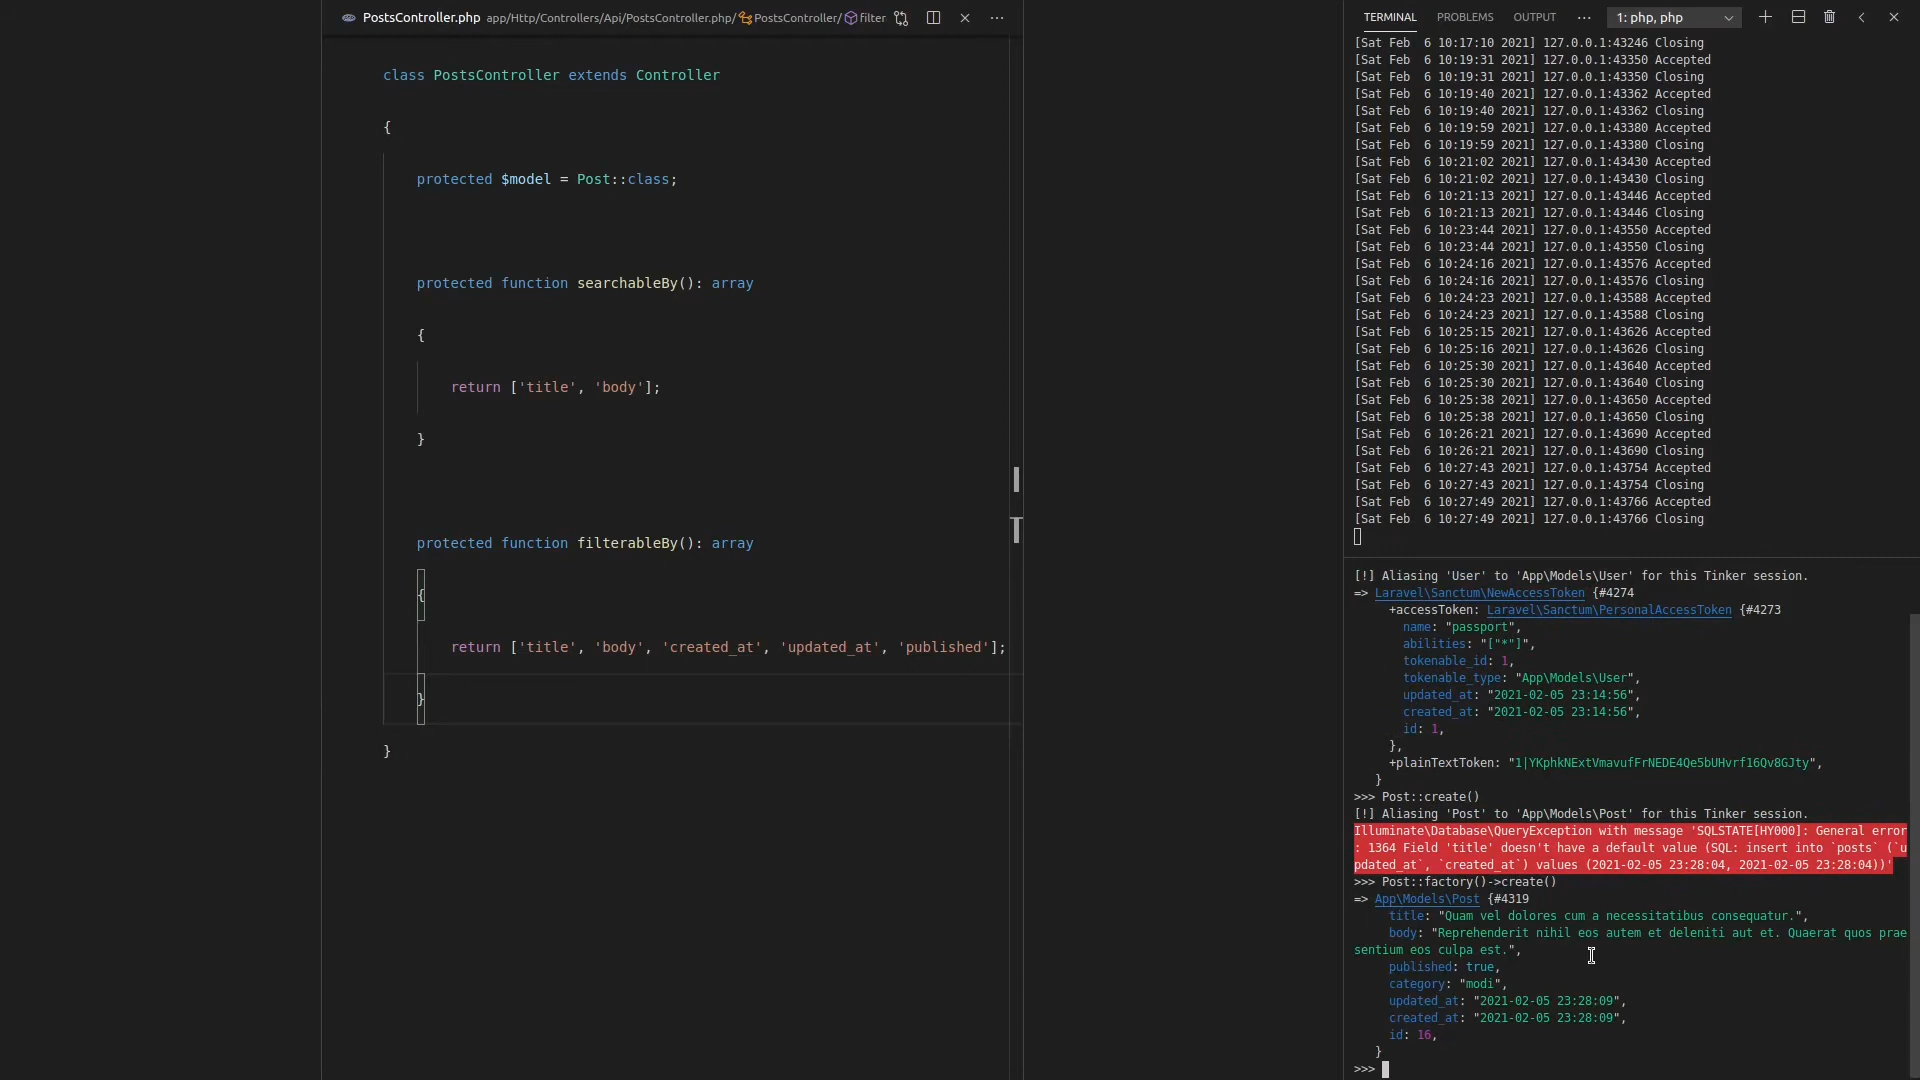 PostsController.php app/Http/Controllers/Api/PostsController.php/ PostsController/ filter
class PostsController extends Controller
{
protected $model = Post::class;
protected function searchableBy(): array
{
return ['title', 'body'];
}
protected function filterableBy(): array
{
return ['title', 'body', 'created_at', 'updated_at', 'published'];
}
}
TERMINAL PROBLEMS OUTPUT ··· 1: php, php
[Sat Feb  6 10:17:10 2021] 127.0.0.1:43246 Closing
[Sat Feb  6 10:19:31 2021] 127.0.0.1:43350 Accepted
[Sat Feb  6 10:19:31 2021] 127.0.0.1:43350 Closing
[Sat Feb  6 10:19:40 2021] 127.0.0.1:43362 Accepted
[Sat Feb  6 10:19:40 2021] 127.0.0.1:43362 Closing
[Sat Feb  6 10:19:59 2021] 127.0.0.1:43380 Accepted
[Sat Feb  6 10:19:59 2021] 127.0.0.1:43380 Closing
[Sat Feb  6 10:21:02 2021] 127.0.0.1:43430 Accepted
[Sat Feb  6 10:21:02 2021] 127.0.0.1:43430 Closing
[Sat Feb  6 10:21:13 2021] 127.0.0.1:43446 Accepted
[Sat Feb  6 10:21:13 2021] 127.0.0.1:43446 Closing
[Sat Feb  6 10:23:44 2021] 127.0.0.1:43550 Accepted
[Sat Feb  6 10:23:44 2021] 127.0.0.1:43550 Closing
[Sat Feb  6 10:24:16 2021] 127.0.0.1:43576 Accepted
[Sat Feb  6 10:24:16 2021] 127.0.0.1:43576 Closing
[Sat Feb  6 10:24:23 2021] 127.0.0.1:43588 Accepted
[Sat Feb  6 10:24:23 2021] 127.0.0.1:43588 Closing
[Sat Feb  6 10:25:15 2021] 127.0.0.1:43626 Accepted
[Sat Feb  6 10:25:16 2021] 127.0.0.1:43626 Closing
[Sat Feb  6 10:25:30 2021] 127.0.0.1:43640 Accepted
[Sat Feb  6 10:25:30 2021] 127.0.0.1:43640 Closing
[Sat Feb  6 10:25:38 2021] 127.0.0.1:43650 Accepted
[Sat Feb  6 10:25:38 2021] 127.0.0.1:43650 Closing
[Sat Feb  6 10:26:21 2021] 127.0.0.1:43690 Accepted
[Sat Feb  6 10:26:21 2021] 127.0.0.1:43690 Closing
[Sat Feb  6 10:27:43 2021] 127.0.0.1:43754 Accepted
[Sat Feb  6 10:27:43 2021] 127.0.0.1:43754 Closing
[Sat Feb  6 10:27:49 2021] 127.0.0.1:43766 Accepted
[Sat Feb  6 10:27:49 2021] 127.0.0.1:43766 Closing
[!] Aliasing 'User' to 'App\Models\User' for this Tinker session.
=> Laravel\Sanctum\NewAccessToken {#4274
+accessToken: Laravel\Sanctum\PersonalAccessToken {#4273
name: "passport",
abilities: "["*"]",
tokenable_id: 1,
tokenable_type: "App\Models\User",
updated_at: "2021-02-05 23:14:56",
created_at: "2021-02-05 23:14:56",
id: 1,
},
+plainTextToken: "1|YKphkNExtVmavufFrNEDE4Qe5bUHvrf16Qv8GJty",
}
>>> Post::create()
[!] Aliasing 'Post' to 'App\Models\Post' for this Tinker session.
Illuminate\Database\QueryException with message 'SQLSTATE[HY000]: General error
: 1364 Field 'title' doesn't have a default value (SQL: insert into `posts` (`u
pdated_at`, `created_at`) values (2021-02-05 23:28:04, 2021-02-05 23:28:04))'
>>> Post::factory()->create()
=> App\Models\Post {#4319
title: "Quam vel dolores cum a necessitatibus consequatur.",
body: "Reprehenderit nihil eos autem et deleniti aut et. Quaerat quos prae
sentium eos culpa est.",
published: true,
category: "modi",
updated_at: "2021-02-05 23:28:09",
created_at: "2021-02-05 23:28:09",
id: 16,
}
>>>